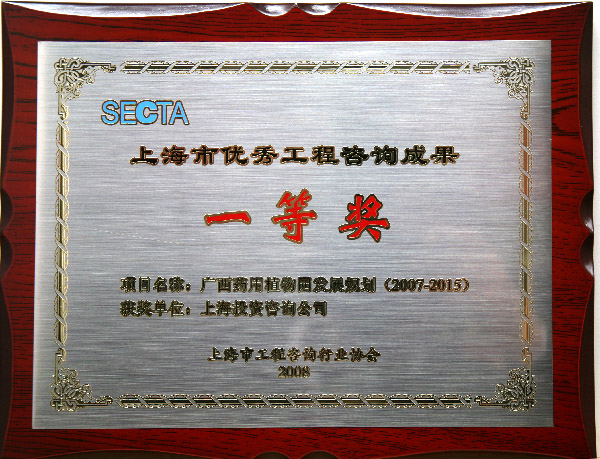 SECTA
上海市优秀工程咨询成果
一等奖
项目名称：广西药用植物园发展规划（2007-2015）
获奖单位：上海投资咨询公司
上海市工程咨询行业协会
2008